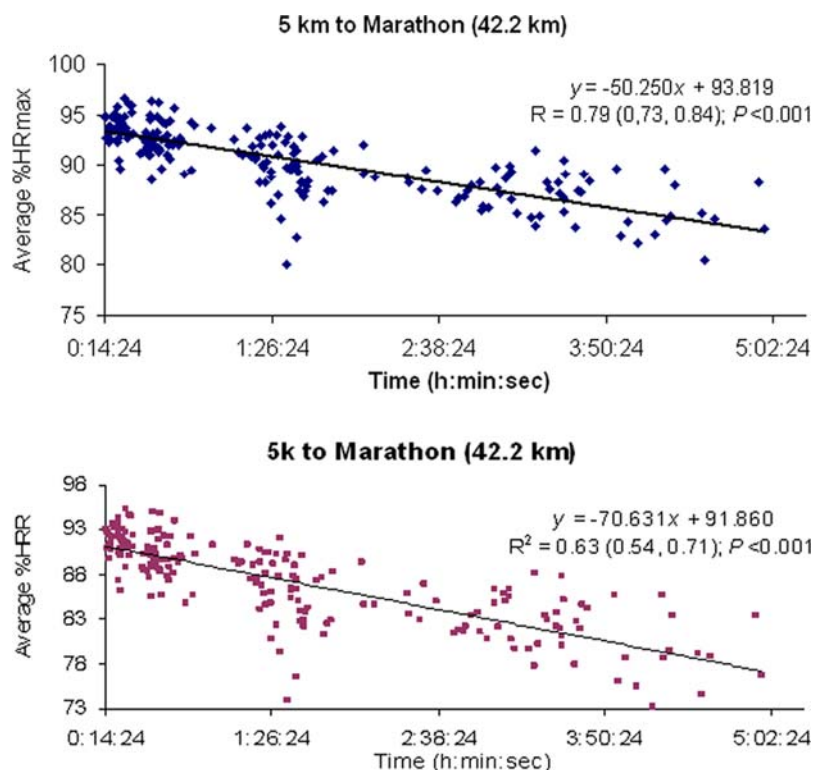 5 km to Marathon (42.2 km)
100
y = -50.250x + 93.819
R = 0.79 (0,73, 0.84); P<0.001
95
90
85
80
75
Average %HRmax
0:14:24 1:26:24 2:38:24 3:50:24 5:02:24
Time (h:min:sec)
5k to Marathon (42.2 km)
98
y = -70.631x + 91.860
R² = 0.63 (0.54, 0.71); P<0.001
93
88
83
78
73
Average %HRR
0:14:24 1:26:24 2:38:24 3:50:24 5:02:24
Time (h:min:sec)